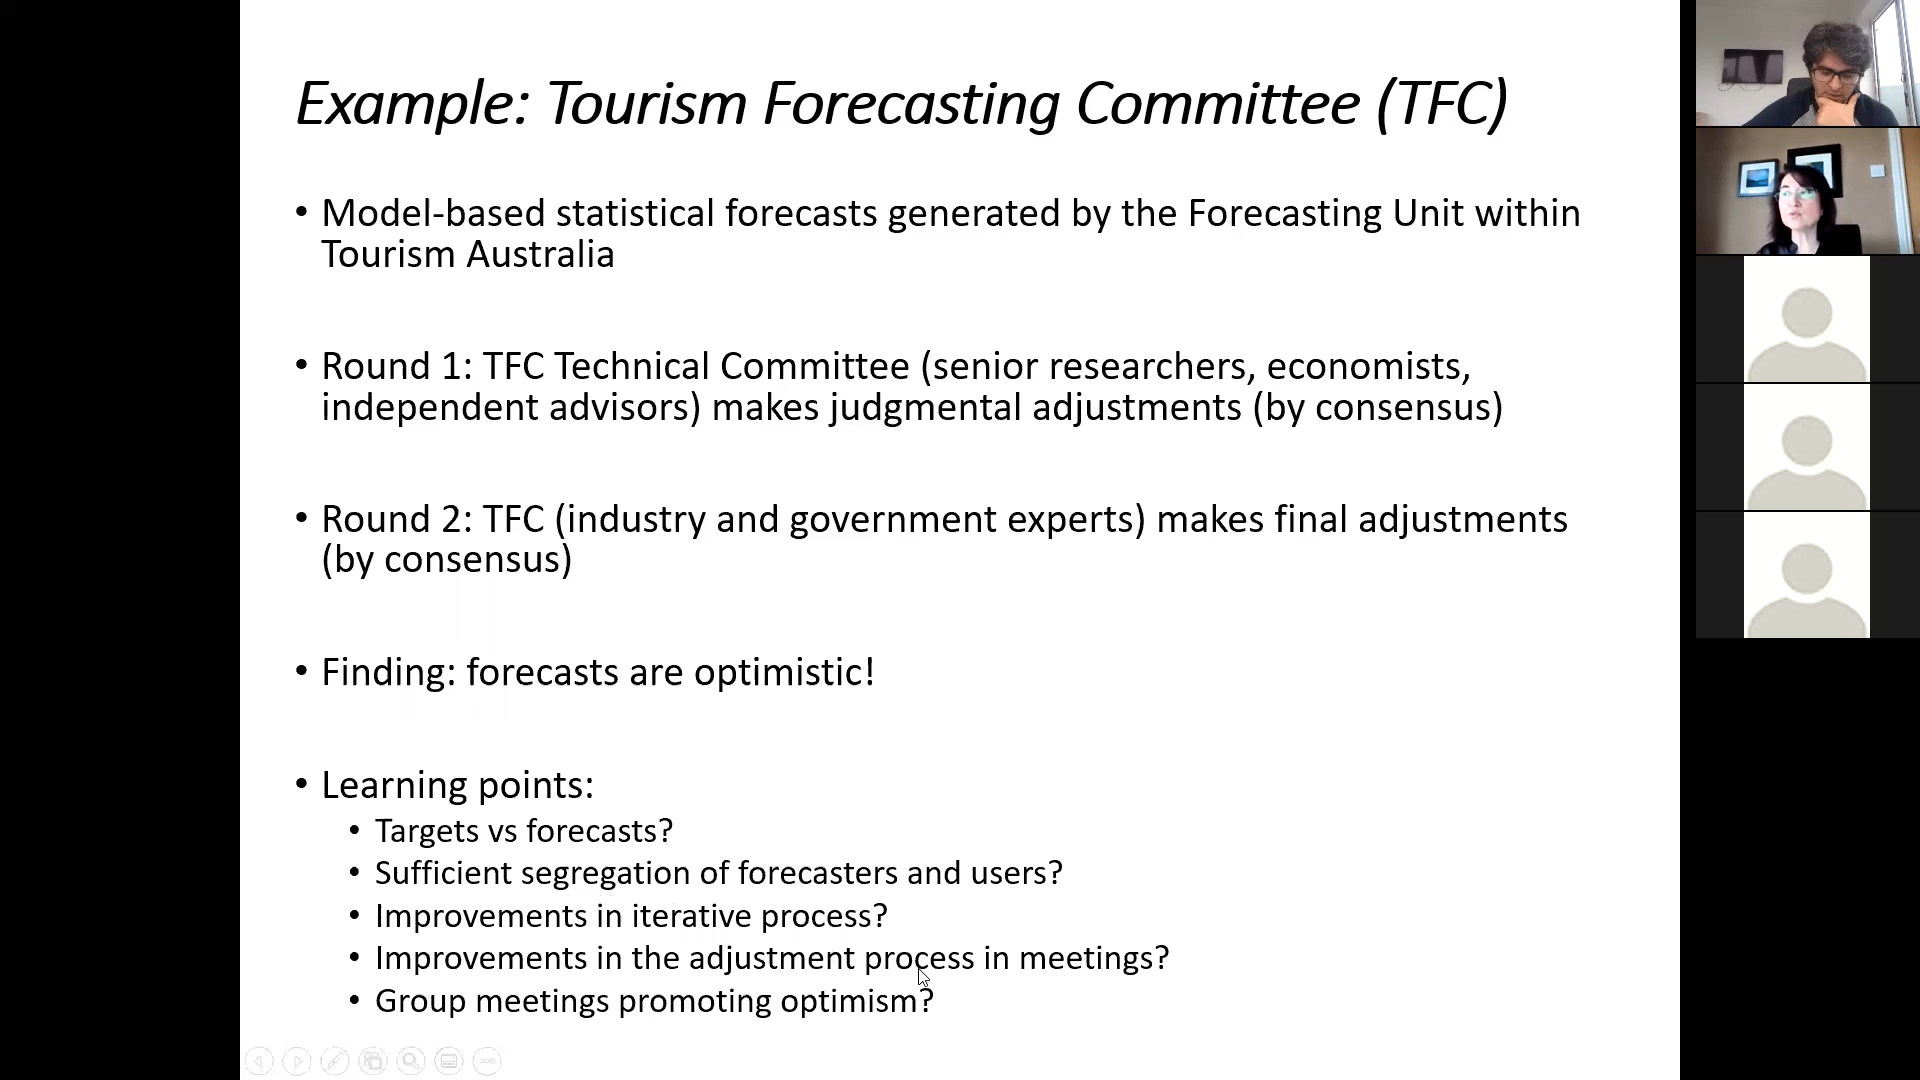 Example: Tourism Forecasting Committee (TFC)
• Model-based statistical forecasts generated by the Forecasting Unit within
Tourism Australia
• Round 1: TFC Technical Committee (senior researchers, economists,
independent advisors) makes judgmental adjustments (by consensus)
• Round 2: TFC (industry and government experts) makes final adjustments
(by consensus)
• Finding: forecasts are optimistic!
• Learning points:
• Targets vs forecasts?
• Sufficient segregation of forecasters and users?
• Improvements in iterative process?
• Improvements in the adjustment process in meetings?
• Group meetings promoting optimism?